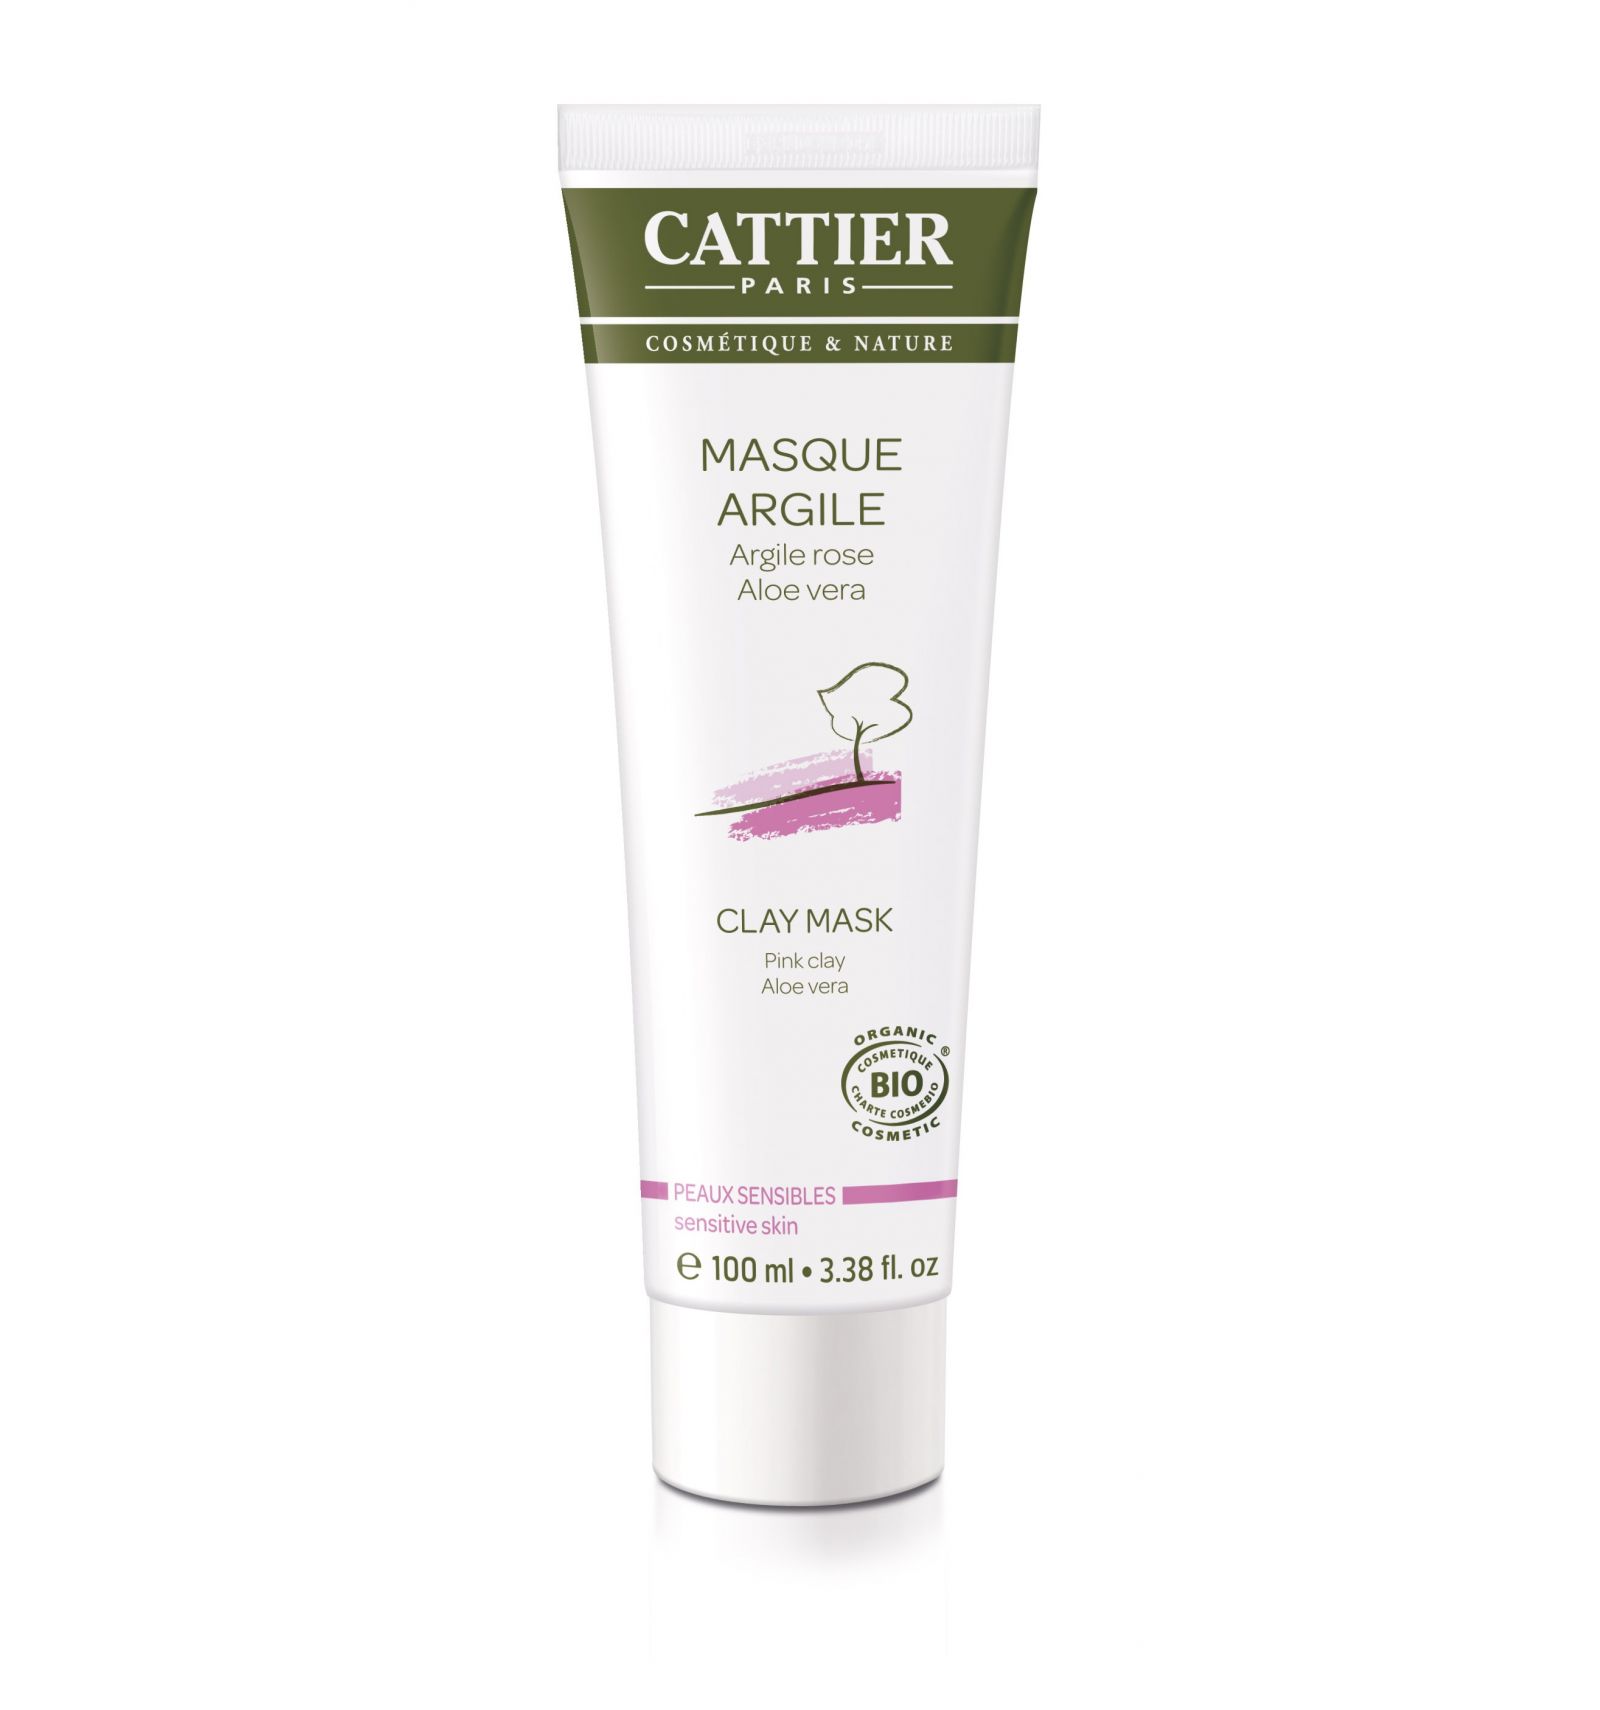 CATTIER
PARIS
COSMÉTIQUE & NATURE
MASQUE
ARGILE
Argile rose
Aloe vera
CLAY MASK
Pink clay
Aloe vera
ORGANIC
COSMETIQUE ®
BIO
CHARTE COSMEBIO
COSMETIC
PEAUX SENSIBLES
sensitive skin
℮ 100 ml • 3.38 fl. oz